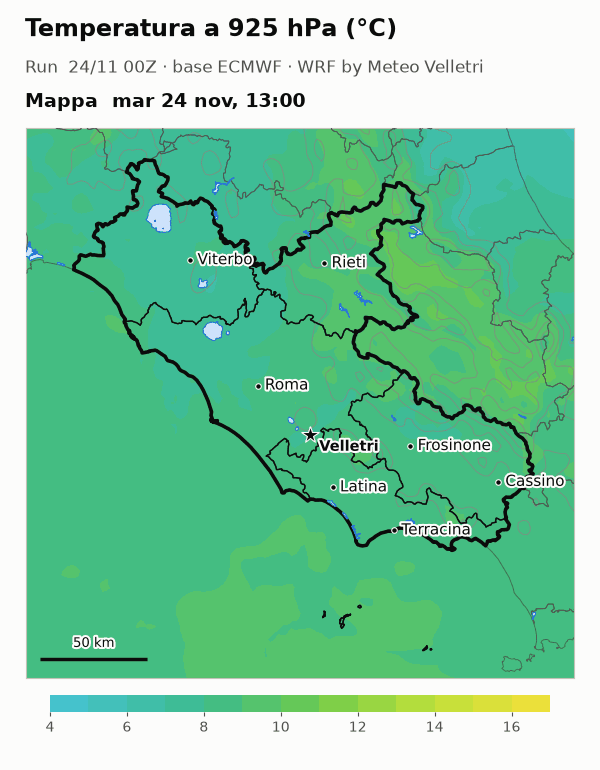 Temperatura a 925 hPa (°C)
Run  24/11 00Z · base ECMWF · WRF by Meteo Velletri
Mappa  mar 24 nov, 13:00
Viterbo
Rieti
Roma
Velletri
Frosinone
Cassino
Latina
Terracina
50 km
4 6 8 10 12 14 16